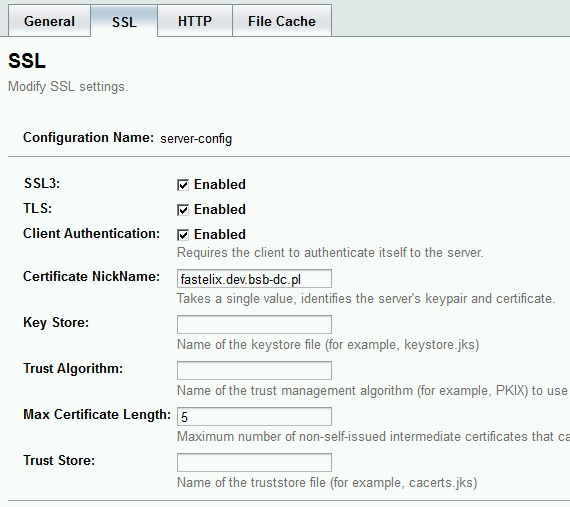 General SSL HTTP File Cache
SSL
Modify SSL settings.
Configuration Name: server-config
SSL3: Enabled
TLS: Enabled
Client Authentication: Enabled
Requires the client to authenticate itself to the server.
Certificate NickName: fastelix.dev.bsb-dc.pl
Takes a single value, identifies the server's keypair and certificate.
Key Store:
Name of the keystore file (for example, keystore.jks)
Trust Algorithm:
Name of the trust management algorithm (for example, PKIX) to use
Max Certificate Length: 5
Maximum number of non-self-issued intermediate certificates that ca
Trust Store:
Name of the truststore file (for example, cacerts.jks)